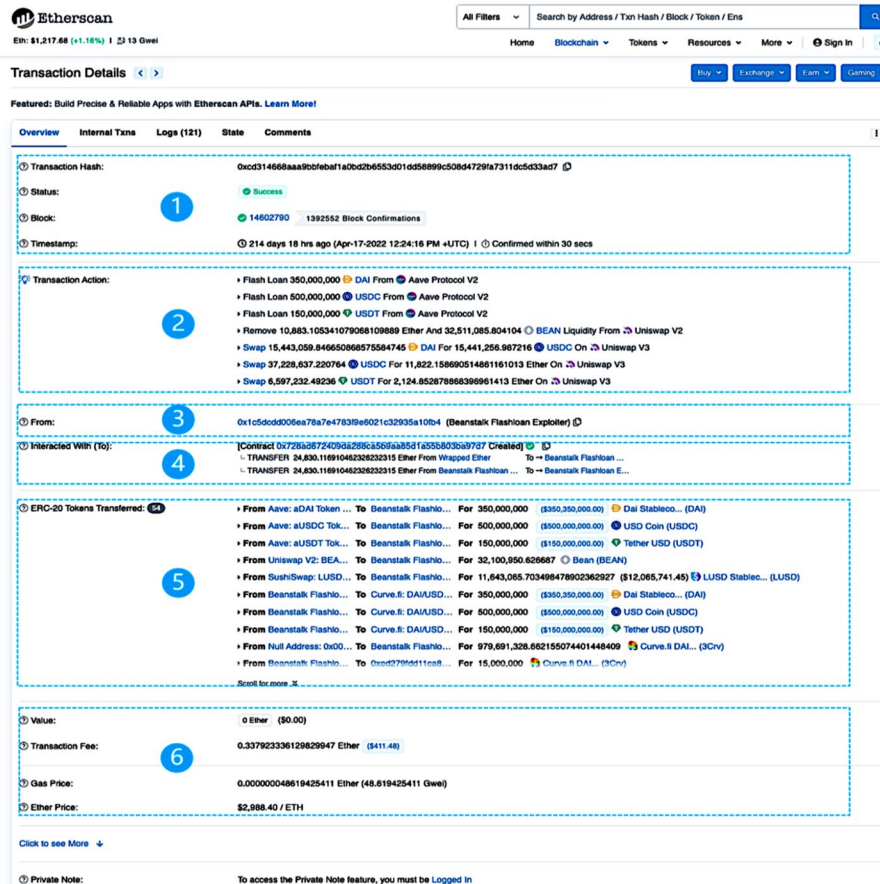 Etherscan
All Filters Search by Address / Txn Hash / Block / Token / Ens
Eth: $1,217.68 (+1.16%) | 13 Gwei
Home Blockchain Tokens Resources More Sign In
Transaction Details
Buy Exchange Earn Gaming
Featured: Build Precise & Reliable Apps with Etherscan APIs. Learn More!
Overview Internal Txns Logs (121) State Comments
Transaction Hash: 0xcd314668aaa9bbfebaf1a0bd2b6553d01dd58899c508d4729fa7311dc5d33ad7
Status: Success
1
Block: 14602790 1392552 Block Confirmations
Timestamp: 214 days 18 hrs ago (Apr-17-2022 12:24:16 PM +UTC) | Confirmed within 30 secs
Transaction Action: Flash Loan 350,000,000 DAI From Aave Protocol V2
Flash Loan 500,000,000 USDC From Aave Protocol V2
Flash Loan 150,000,000 USDT From Aave Protocol V2
2
Remove 10,883.105341079068109889 Ether And 32,511,085.804104 BEAN Liquidity From Uniswap V2
Swap 15,443,059.846650868575584745 DAI For 15,441,256.987216 USDC On Uniswap V3
Swap 37,228,637.220764 USDC For 11,822.158690514861161013 Ether On Uniswap V3
Swap 6,597,232.49236 USDT For 2,124.852878868396961413 Ether On Uniswap V3
3
From: 0x1c5dcdd006ea78a7e4783f9e6021c32935a10fb4 (Beanstalk Flashloan Exploiter)
Interacted With (To): [Contract 0x728ad672409da288ca5b9aa85d1a55b803ba97d7 Created]
TRANSFER 24,830.116910462326232315 Ether From Wrapped Ether To → Beanstalk Flashloan ...
4
TRANSFER 24,830.116910462326232315 Ether From Beanstalk Flashloan ... To → Beanstalk Flashloan E...
ERC-20 Tokens Transferred: 54 From Aave: aDAI Token ... To Beanstalk Flashlo... For 350,000,000 ($350,350,000.00) Dai Stableco... (DAI)
From Aave: aUSDC Tok... To Beanstalk Flashlo... For 500,000,000 ($500,000,000.00) USD Coin (USDC)
From Aave: aUSDT Tok... To Beanstalk Flashlo... For 150,000,000 ($150,000,000.00) Tether USD (USDT)
From Uniswap V2: BEA... To Beanstalk Flashlo... For 32,100,950.626687 Bean (BEAN)
From SushiSwap: LUSD... To Beanstalk Flashlo... For 11,643,065.703498478902362927 ($12,065,741.45) LUSD Stablec... (LUSD)
5
From Beanstalk Flashlo... To Curve.fi: DAI/USD... For 350,000,000 ($350,350,000.00) Dai Stableco... (DAI)
From Beanstalk Flashlo... To Curve.fi: DAI/USD... For 500,000,000 ($500,000,000.00) USD Coin (USDC)
From Beanstalk Flashlo... To Curve.fi: DAI/USD... For 150,000,000 ($150,000,000.00) Tether USD (USDT)
From Null Address: 0x00... To Beanstalk Flashlo... For 979,691,328.662155074401448409 Curve.fi DAI... (3Crv)
From Beanstalk Flashlo... To 0xed279fdd11ca8... For 15,000,000 Curve.fi DAI... (3Crv)
Scroll for more
Value: 0 Ether ($0.00)
Transaction Fee: 0.337923336129829947 Ether ($411.48)
6
Gas Price: 0.000000048619425411 Ether (48.619425411 Gwei)
Ether Price: $2,988.40 / ETH
Click to see More
Private Note: To access the Private Note feature, you must be Logged In